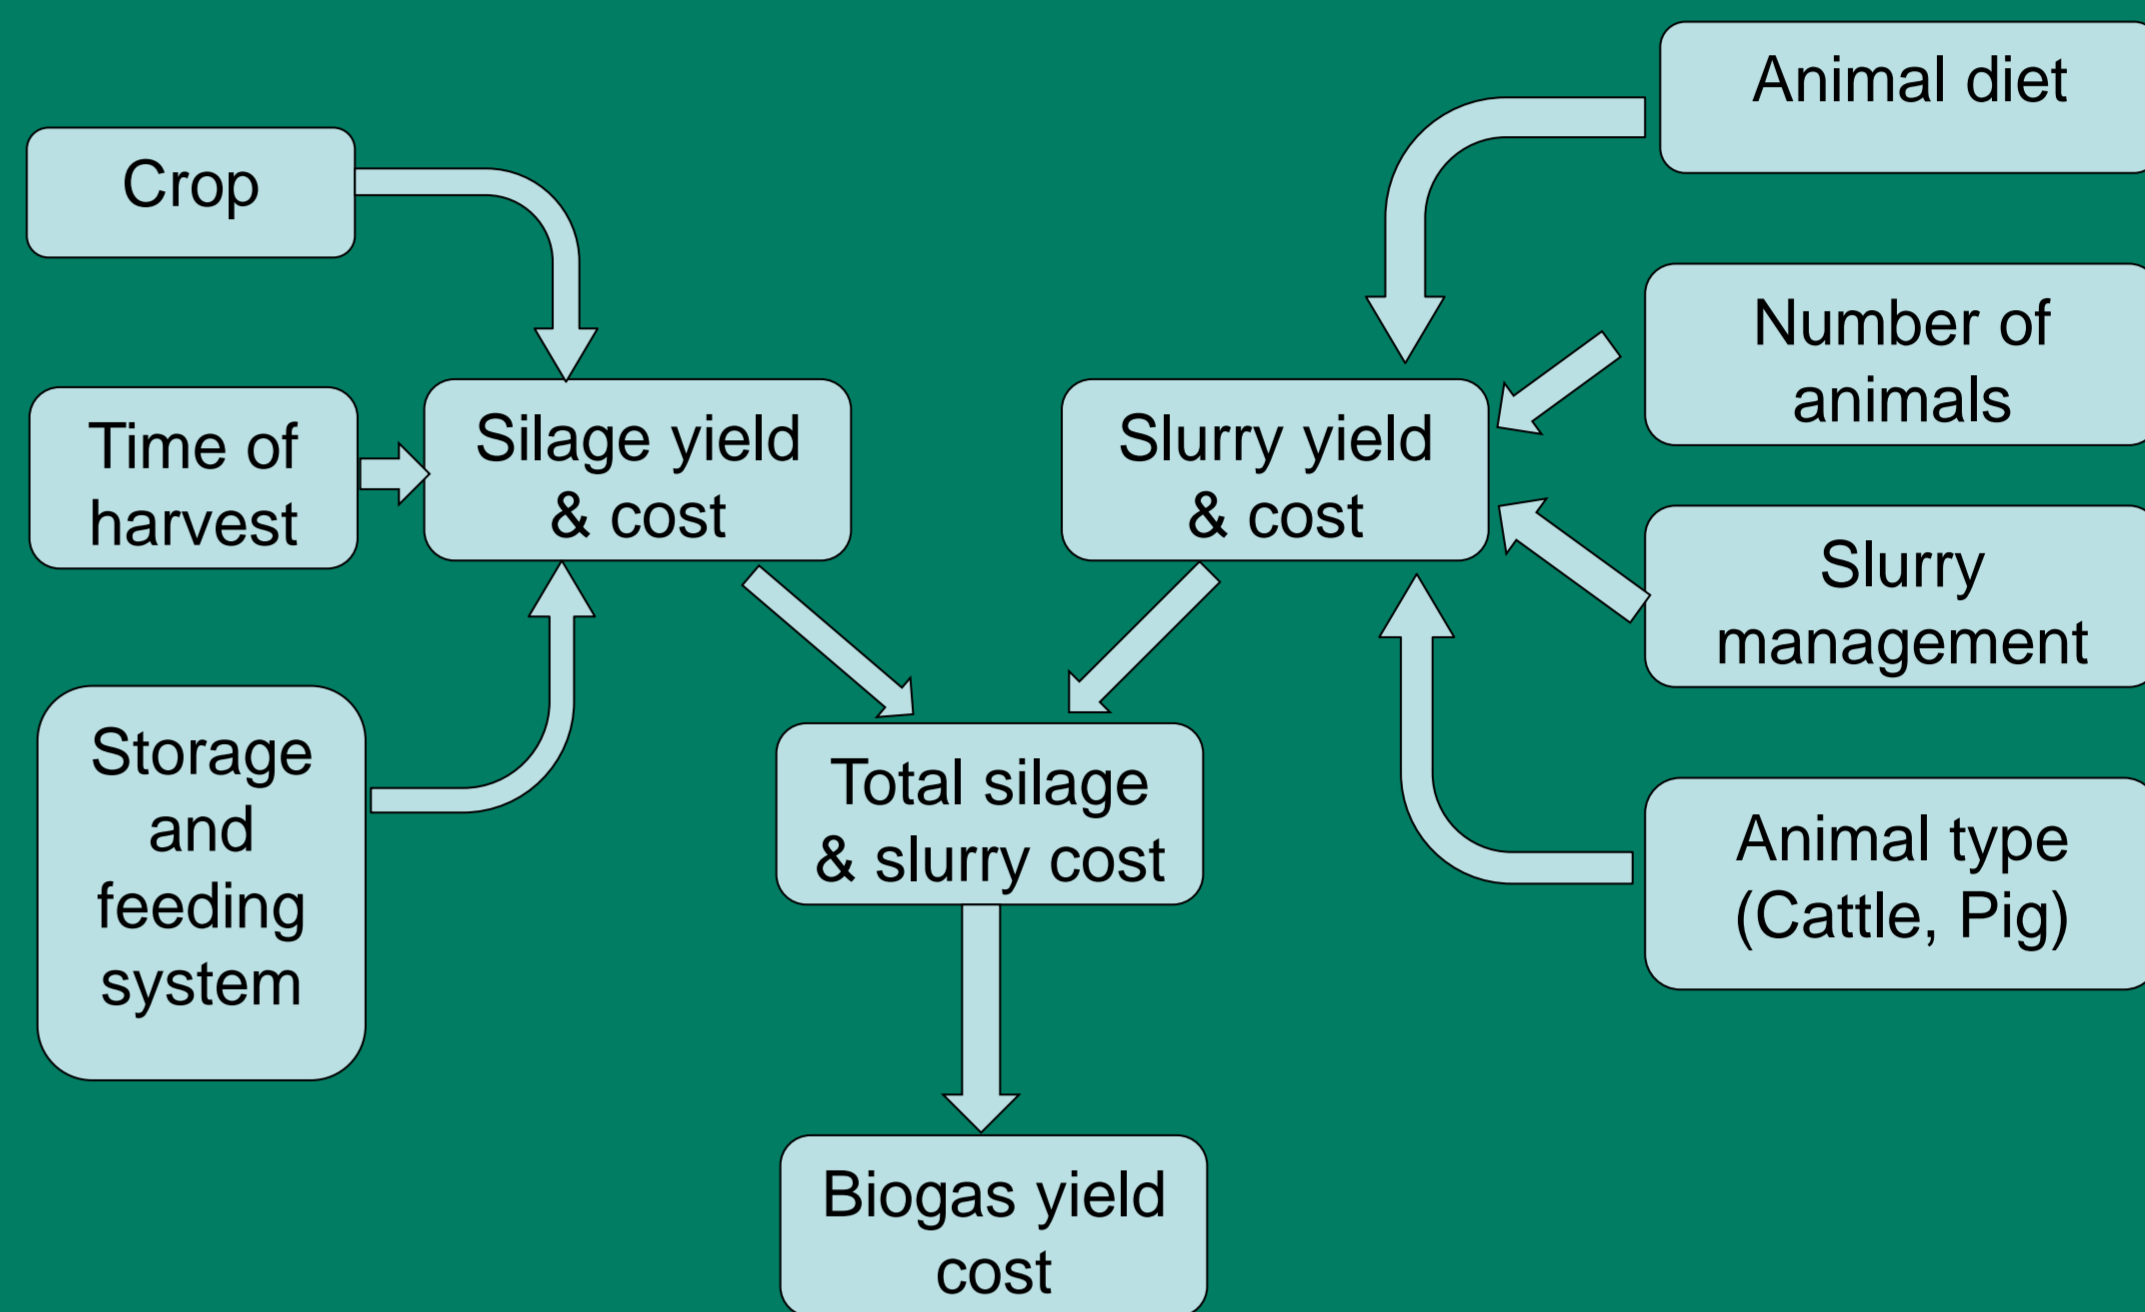 Crop
Time of
harvest
Storage
and
feeding
system
Silage yield
& cost
Slurry yield
& cost
Total silage
& slurry cost
Biogas yield
cost
Animal diet
Number of
animals
Slurry
management
Animal type
(Cattle, Pig)